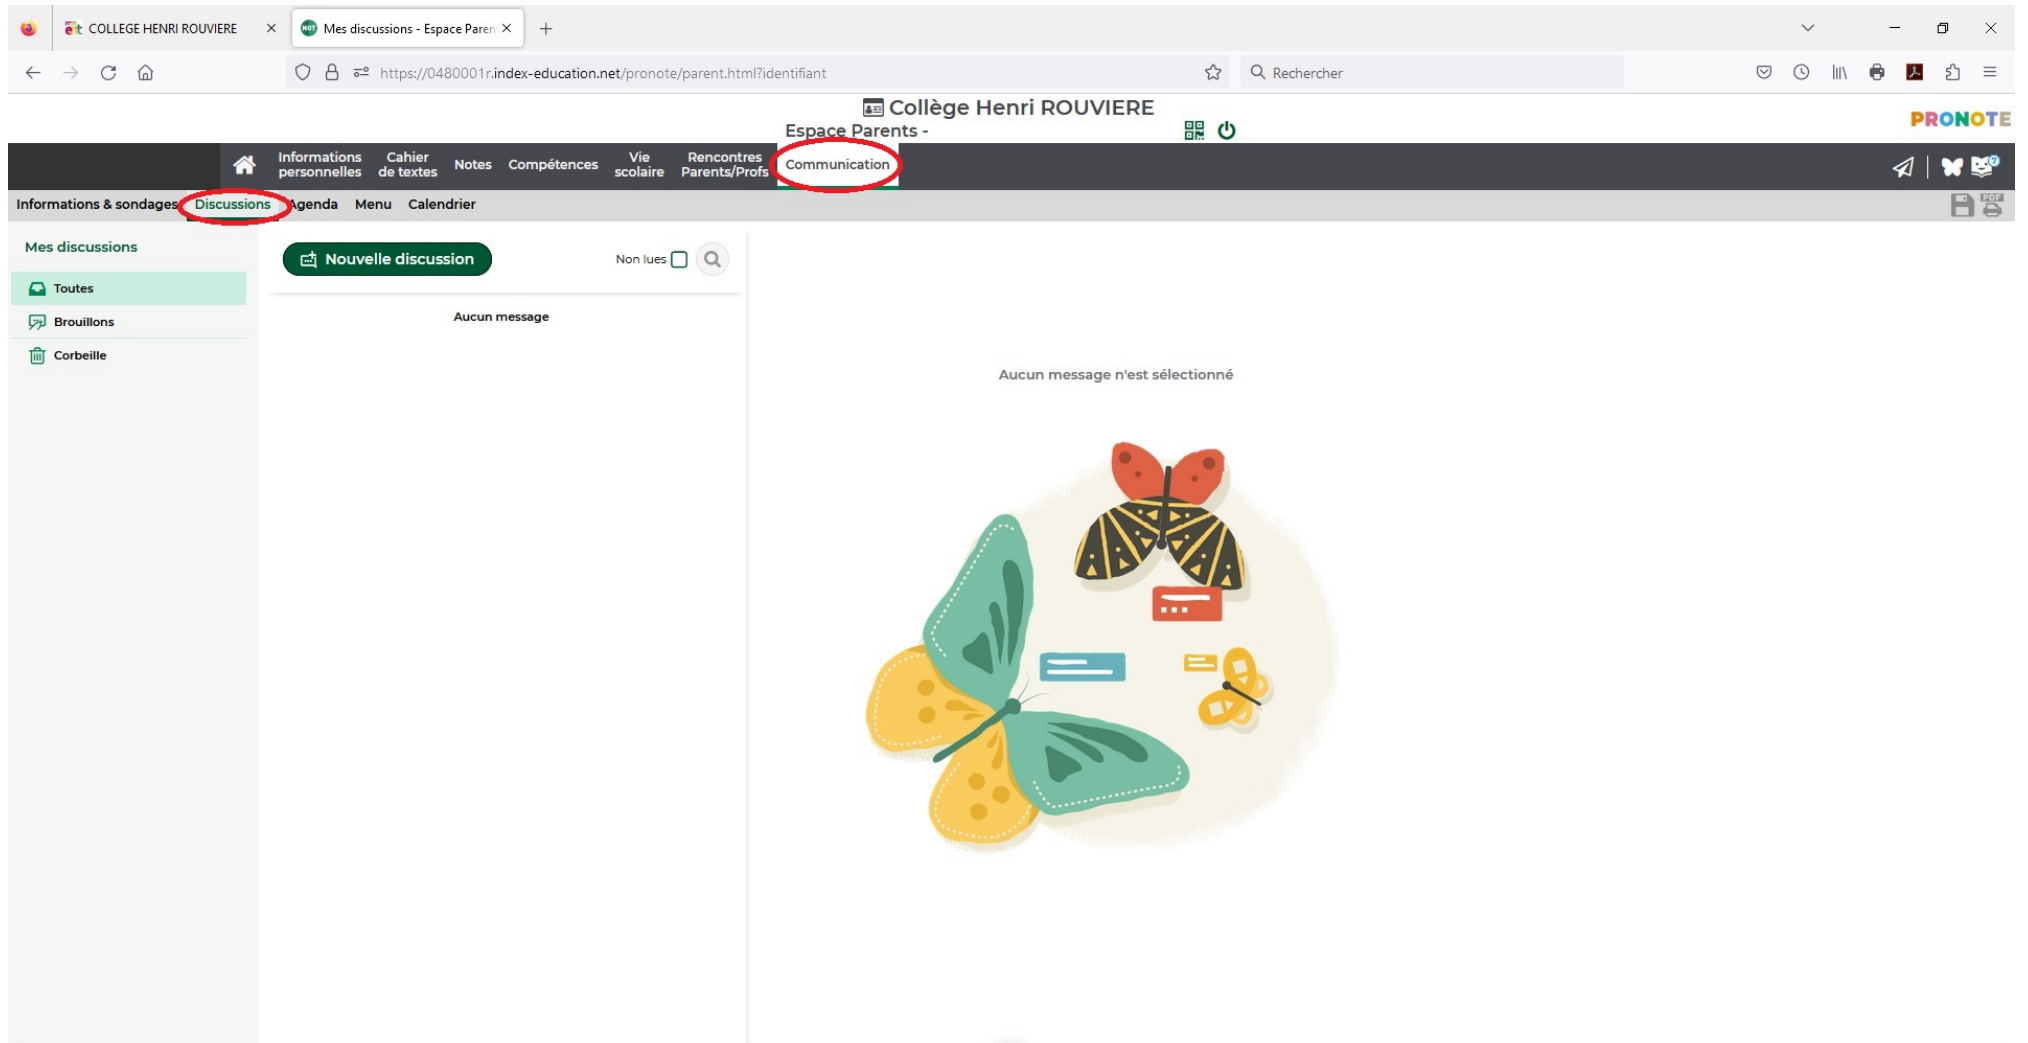 COLLEGE HENRI ROUVIERE
Mes discussions - Espace Paren
https://0480001r.index-education.net/pronote/parent.html?identifiant
Rechercher
Collège Henri ROUVIERE
Espace Parents -
PRONOTE
Informations personnelles
Cahier de textes
Notes
Compétences
Vie scolaire
Rencontres Parents/Profs
Communication
Informations & sondages
Discussions
Agenda
Menu
Calendrier
PDF
Mes discussions
Toutes
Brouillons
Corbeille
Nouvelle discussion
Non lues
Aucun message
Aucun message n'est sélectionné